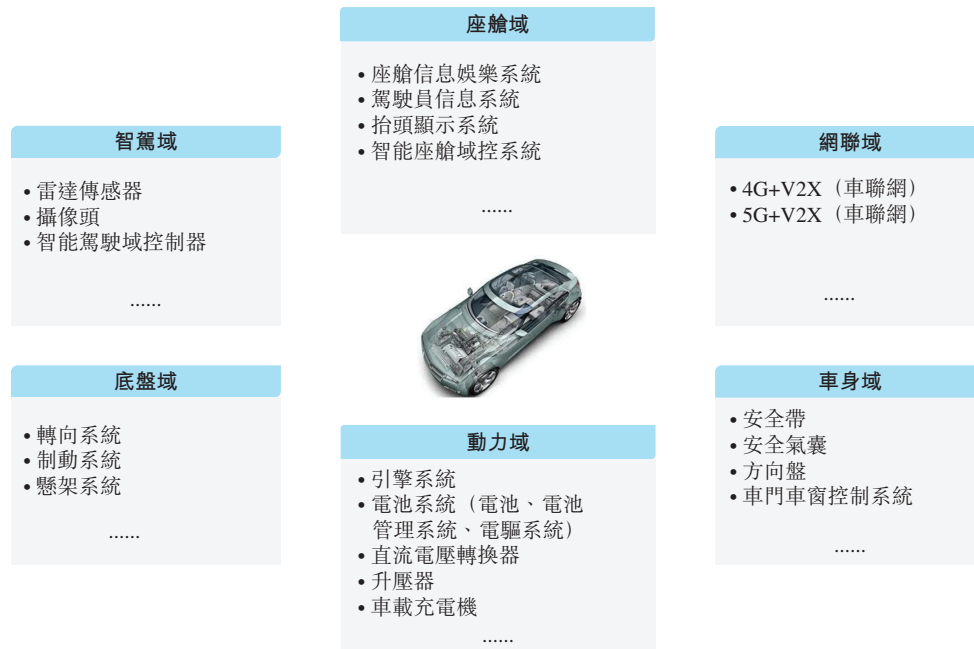 座艙域
• 座艙信息娛樂系統
• 駕駛員信息系統
• 抬頭顯示系統
• 智能座艙域控系統
......
智駕域
• 雷達傳感器
• 攝像頭
• 智能駕駛域控制器
......
網聯域
• 4G+V2X（車聯網）
• 5G+V2X（車聯網）
......
底盤域
• 轉向系統
• 制動系統
• 懸架系統
......
動力域
• 引擎系統
• 電池系統（電池、電池
管理系統、電驅系統）
• 直流電壓轉換器
• 升壓器
• 車載充電機
......
車身域
• 安全帶
• 安全氣囊
• 方向盤
• 車門車窗控制系統
......